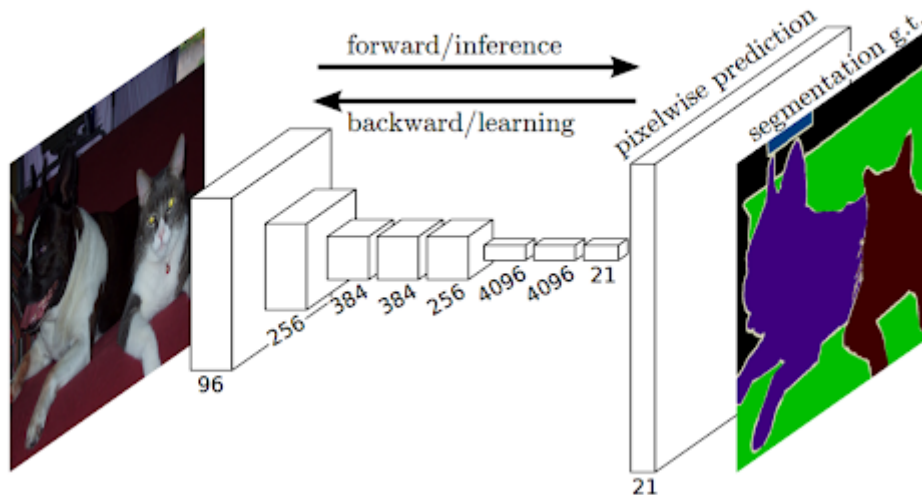 forward/inference
backward/learning
pixelwise prediction
segmentation g.t.
96
256
384
384
256
4096
4096
21
21